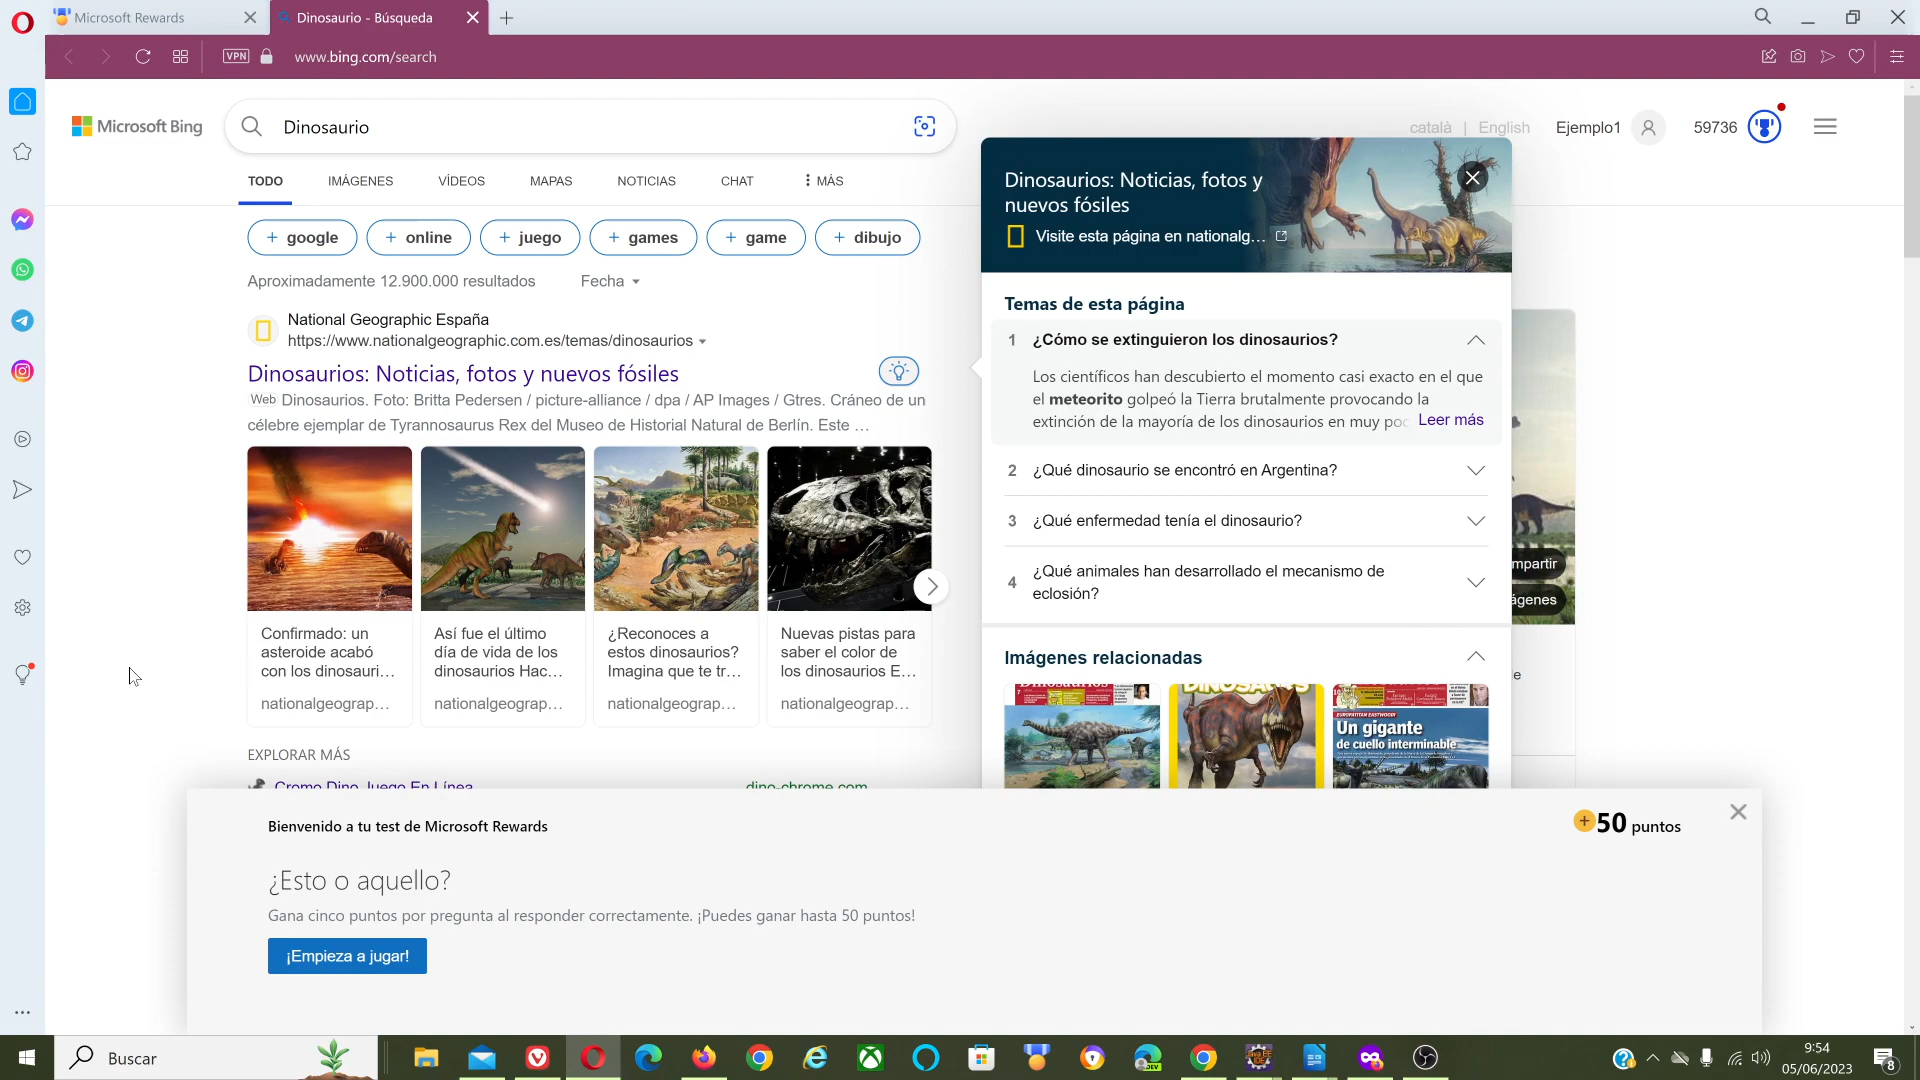 Microsoft Rewards
Dinosaurio - Búsqueda
VPN
www.bing.com/search
Microsoft Bing
Dinosaurio
català | English
Ejemplo1
59736
TODO
IMÁGENES
VÍDEOS
MAPAS
NOTICIAS
CHAT
MÁS
+ google
+ online
+ juego
+ games
+ game
+ dibujo
Aproximadamente 12.900.000 resultados
Fecha
National Geographic España
https://www.nationalgeographic.com.es/temas/dinosaurios
Dinosaurios: Noticias, fotos y nuevos fósiles
Web Dinosaurios. Foto: Britta Pedersen / picture-alliance / dpa / AP Images / Gtres. Cráneo de un
célebre ejemplar de Tyrannosaurus Rex del Museo de Historial Natural de Berlín. Este ...
Confirmado: un
asteroide acabó
con los dinosauri...
nationalgeograp...
Así fue el último
día de vida de los
dinosaurios Hac...
nationalgeograp...
¿Reconoces a
estos dinosaurios?
Imagina que te tr...
nationalgeograp...
Nuevas pistas para
saber el color de
los dinosaurios E...
nationalgeograp...
EXPLORAR MÁS
Cromo Dino Juego En Línea
dino-chrome.com
Dinosaurios: Noticias, fotos y
nuevos fósiles
Visite esta página en nationalg...
Temas de esta página
1 ¿Cómo se extinguieron los dinosaurios?
Los científicos han descubierto el momento casi exacto en el que
el meteorito golpeó la Tierra brutalmente provocando la
extinción de la mayoría de los dinosaurios en muy poc Leer más
2 ¿Qué dinosaurio se encontró en Argentina?
3 ¿Qué enfermedad tenía el dinosaurio?
4 ¿Qué animales han desarrollado el mecanismo de
eclosión?
Imágenes relacionadas
Un gigante
de cuello interminable
mpartir
ágenes
e
Bienvenido a tu test de Microsoft Rewards
+50 puntos
¿Esto o aquello?
Gana cinco puntos por pregunta al responder correctamente. ¡Puedes ganar hasta 50 puntos!
¡Empieza a jugar!
Buscar
DEV
9:54
05/06/2023
8